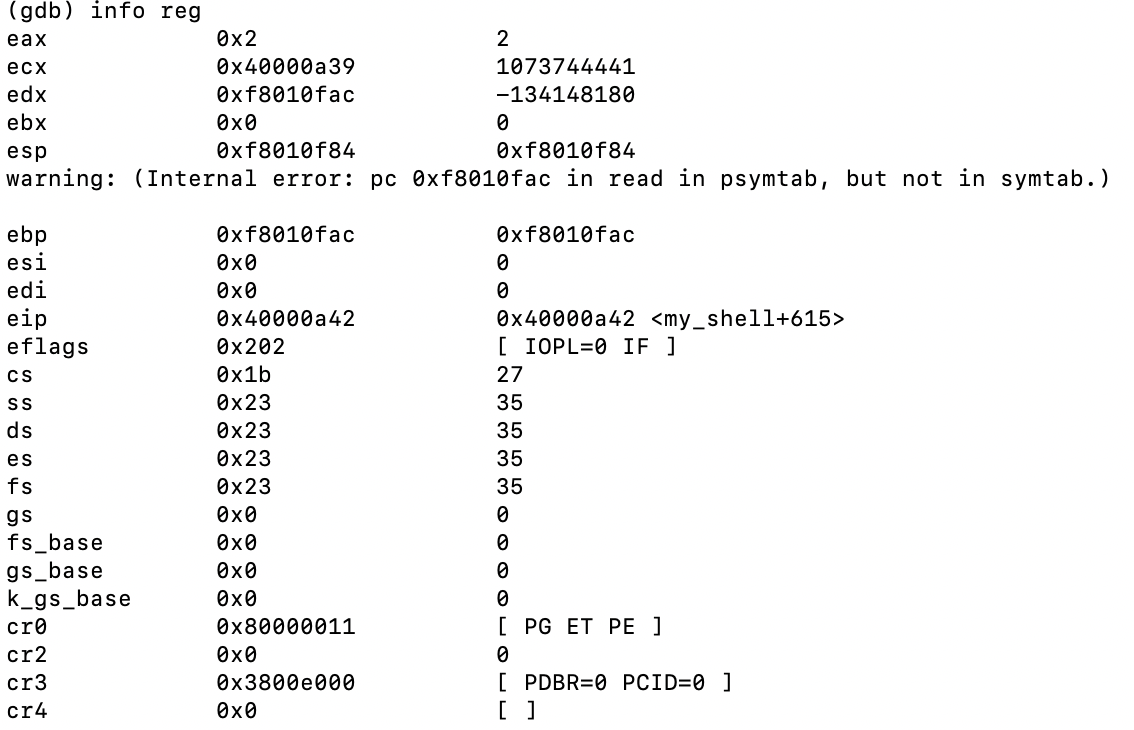 (gdb) info reg
eax            0x2                 2
ecx            0x40000a39          1073744441
edx            0xf8010fac          -134148180
ebx            0x0                 0
esp            0xf8010f84          0xf8010f84
warning: (Internal error: pc 0xf8010fac in read in psymtab, but not in symtab.)

ebp            0xf8010fac          0xf8010fac
esi            0x0                 0
edi            0x0                 0
eip            0x40000a42          0x40000a42 <my_shell+615>
eflags         0x202               [ IOPL=0 IF ]
cs             0x1b                27
ss             0x23                35
ds             0x23                35
es             0x23                35
fs             0x23                35
gs             0x0                 0
fs_base        0x0                 0
gs_base        0x0                 0
k_gs_base      0x0                 0
cr0            0x80000011          [ PG ET PE ]
cr2            0x0                 0
cr3            0x3800e000          [ PDBR=0 PCID=0 ]
cr4            0x0                 [ ]